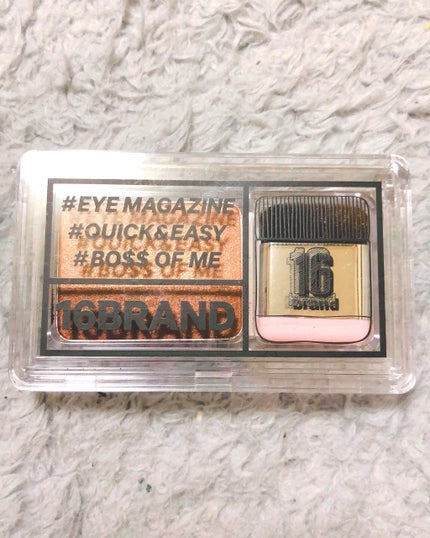 #EYE MAGAZINE
#QUICK&EASY
#BO$$ OF ME
16BRAND
16
brand